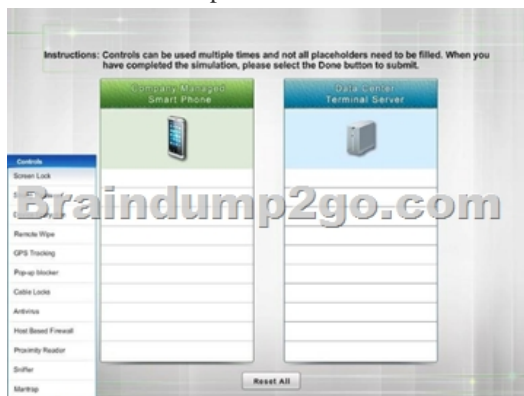 Instructions: Controls can be used multiple times and not all placeholders need to be filled. When you
have completed the simulation, please select the Done button to submit.
Company Managed
Smart Phone
Data Center
Terminal Server
Controls
Screen Lock
Braindump2go.com
Remote Wipe
GPS Tracking
Pop-up blocker
Cable Locks
Antivirus
Host Based Firewall
Proximity Reader
Sniffer
Mantrap
Reset All